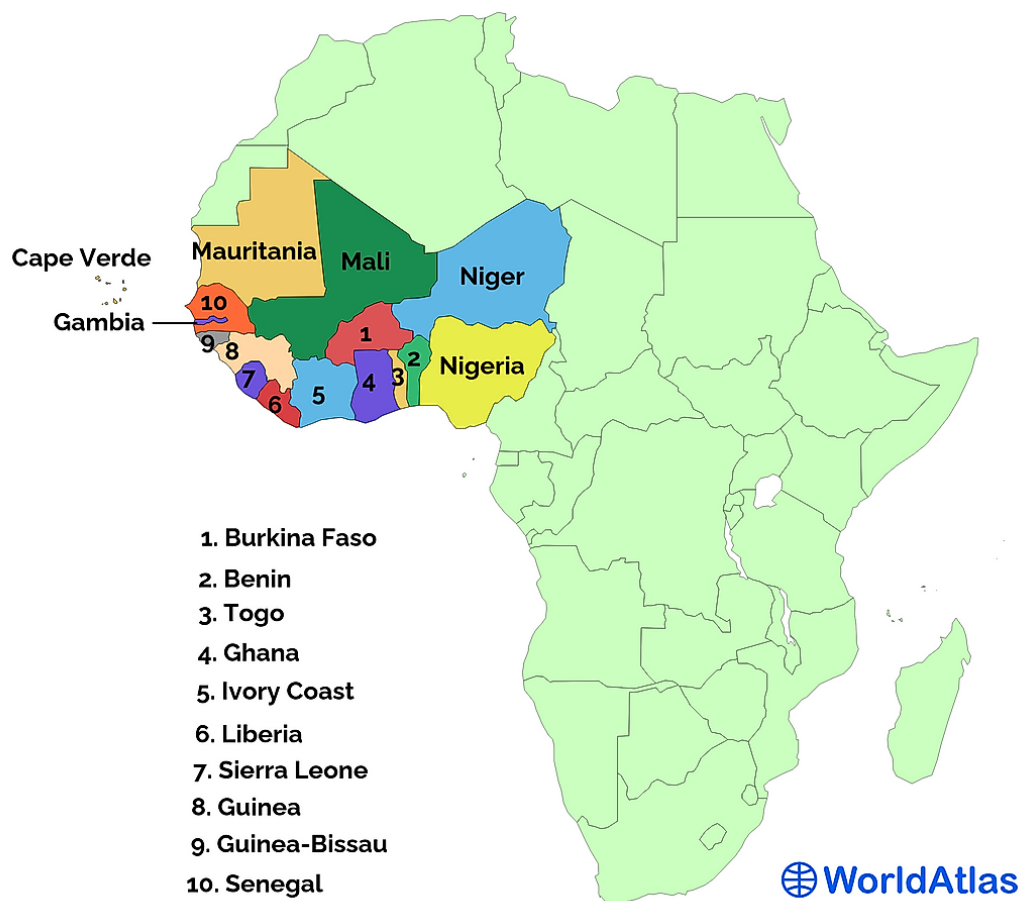 Cape Verde
Mauritania
Mali
Niger
10
Gambia
9
8
1
2
Nigeria
7
6
5
4
3
1. Burkina Faso
2. Benin
3. Togo
4. Ghana
5. Ivory Coast
6. Liberia
7. Sierra Leone
8. Guinea
9. Guinea-Bissau
10. Senegal
WorldAtlas